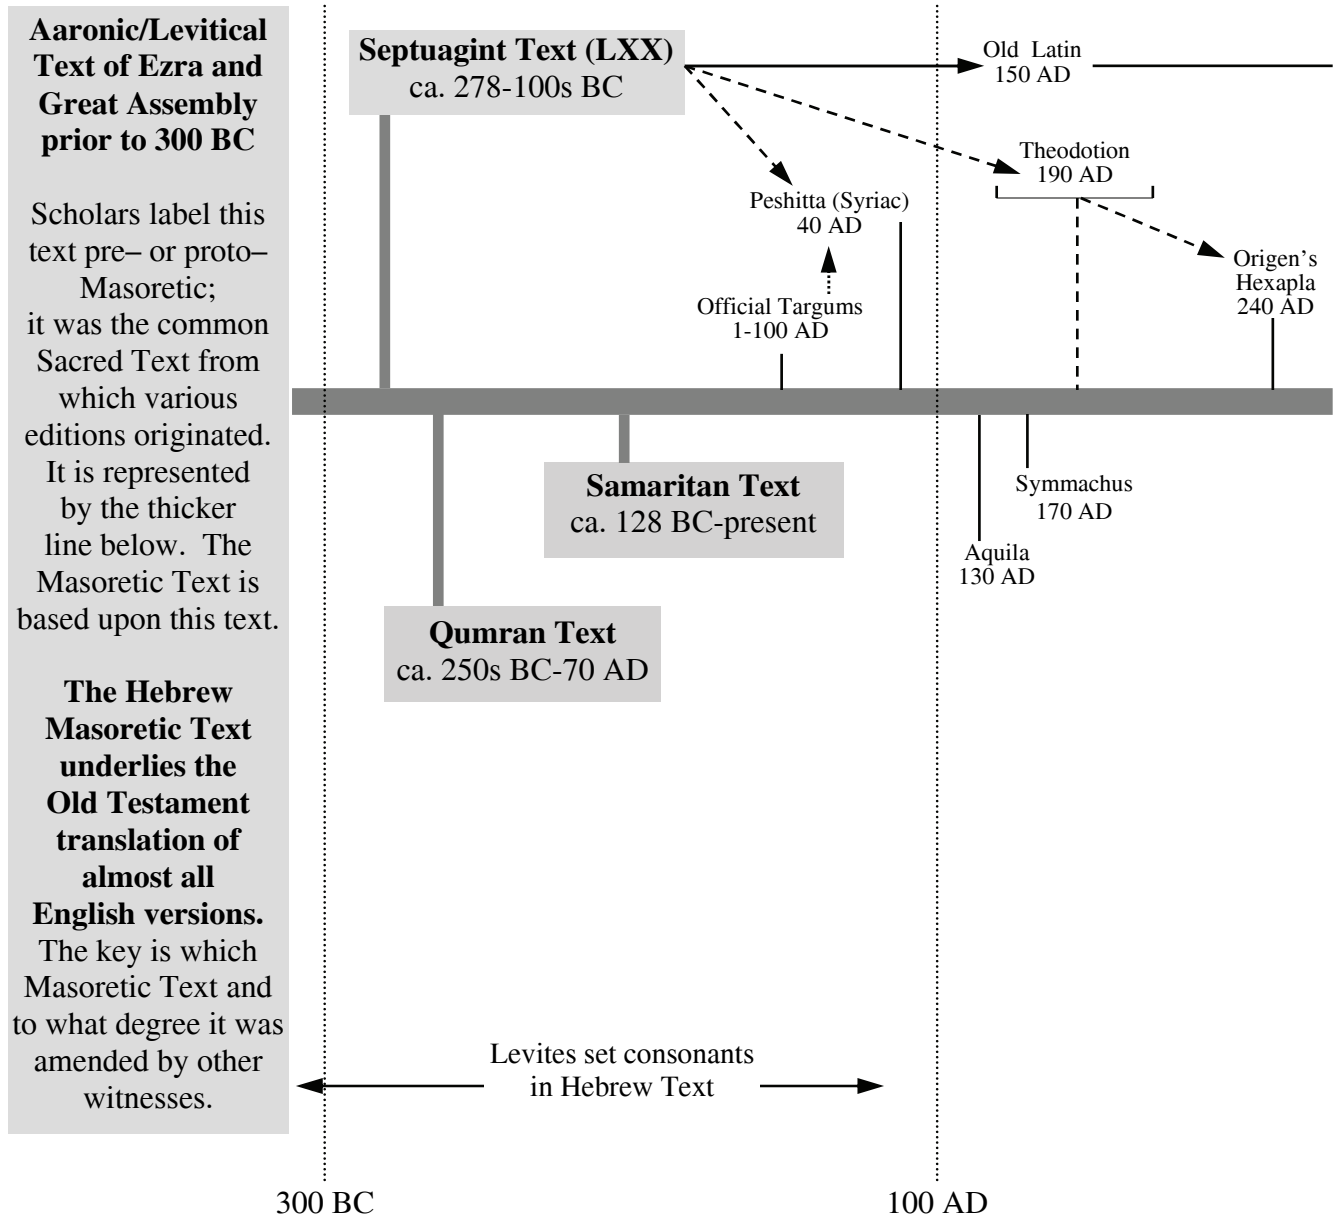 Aaronic/Levitical
Text of Ezra and
Great Assembly
prior to 300 BC
Scholars label this
text pre– or proto–
Masoretic;
it was the common
Sacred Text from
which various
editions originated.
It is represented
by the thicker
line below.  The
Masoretic Text is
based upon this text.
The Hebrew
Masoretic Text
underlies the
Old Testament
translation of
almost all
English versions.
The key is which
Masoretic Text and
to what degree it was
amended by other
witnesses.
Septuagint Text (LXX)
ca. 278-100s BC
Old Latin
150 AD
Theodotion
190 AD
Peshitta (Syriac)
40 AD
Origen's
Hexapla
240 AD
Official Targums
1-100 AD
Samaritan Text
ca. 128 BC-present
Symmachus
170 AD
Aquila
130 AD
Qumran Text
ca. 250s BC-70 AD
Levites set consonants
in Hebrew Text
300 BC
100 AD